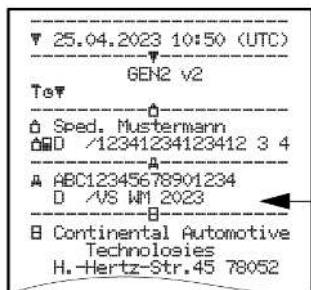 ▼ 25.04.2023 10:50 (UTC)
GEN2 v2
T⊙▼
Sped. Mustermann
D /12341234123412 3 4
ABC12345678901234
D /VS WM 2023
Continental Automotive
Technologies
H.-Hertz-Str.45 78052